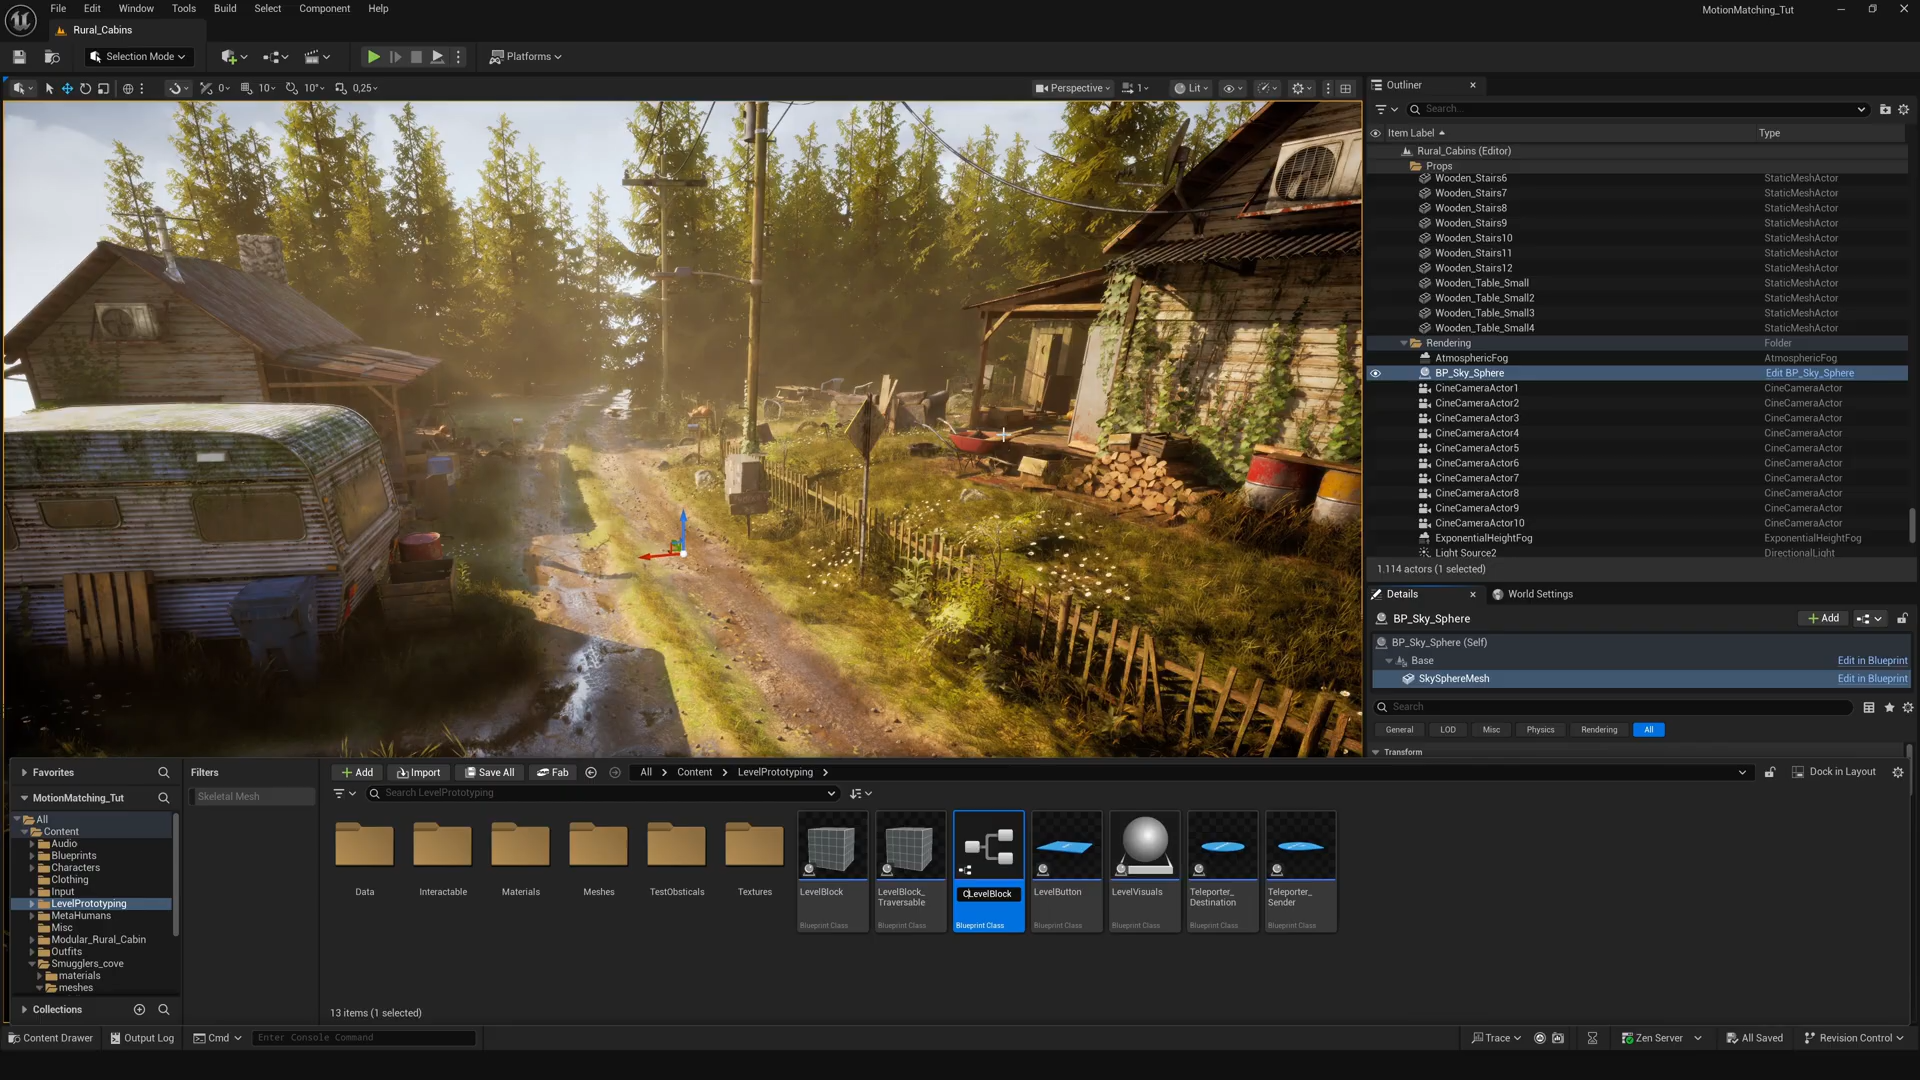 File Edit Window Tools Build Select Component Help
MotionMatching_Tut
Rural_Cabins
Selection Mode
Platforms
0
10
10°
0,25
Perspective
1
Lit
Outliner
Search...
Item Label
Type
Rural_Cabins (Editor)
Props
Wooden_Stairs6 StaticMeshActor
Wooden_Stairs7 StaticMeshActor
Wooden_Stairs8 StaticMeshActor
Wooden_Stairs9 StaticMeshActor
Wooden_Stairs10 StaticMeshActor
Wooden_Stairs11 StaticMeshActor
Wooden_Stairs12 StaticMeshActor
Wooden_Table_Small StaticMeshActor
Wooden_Table_Small2 StaticMeshActor
Wooden_Table_Small3 StaticMeshActor
Wooden_Table_Small4 StaticMeshActor
Rendering Folder
AtmosphericFog AtmosphericFog
BP_Sky_Sphere Edit BP_Sky_Sphere
CineCameraActor1 CineCameraActor
CineCameraActor2 CineCameraActor
CineCameraActor3 CineCameraActor
CineCameraActor4 CineCameraActor
CineCameraActor5 CineCameraActor
CineCameraActor6 CineCameraActor
CineCameraActor7 CineCameraActor
CineCameraActor8 CineCameraActor
CineCameraActor9 CineCameraActor
CineCameraActor10 CineCameraActor
ExponentialHeightFog ExponentialHeightFog
Light Source2 DirectionalLight
1.114 actors (1 selected)
Details
World Settings
BP_Sky_Sphere
Add
BP_Sky_Sphere (Self)
Base Edit in Blueprint
SkySphereMesh Edit in Blueprint
Search
General LOD Misc Physics Rendering All
Transform
Favorites
MotionMatching_Tut
All
Content
Audio
Blueprints
Characters
Clothing
Input
LevelPrototyping
MetaHumans
Misc
Modular_Rural_Cabin
Outfits
Smugglers_cove
materials
meshes
Collections
Filters
Skeletal Mesh
Add Import Save All Fab All Content LevelPrototyping
Dock in Layout
Search LevelPrototyping
Data
Interactable
Materials
Meshes
TestObsticals
Textures
LevelBlock
Blueprint Class
LevelBlock_
Traversable
Blueprint Class
CLevelBlock
Blueprint Class
LevelButton
Blueprint Class
LevelVisuals
Blueprint Class
Teleporter_
Destination
Blueprint Class
Teleporter_
Sender
Blueprint Class
13 items (1 selected)
Content Drawer Output Log Cmd Enter Console Command
Trace Zen Server All Saved Revision Control